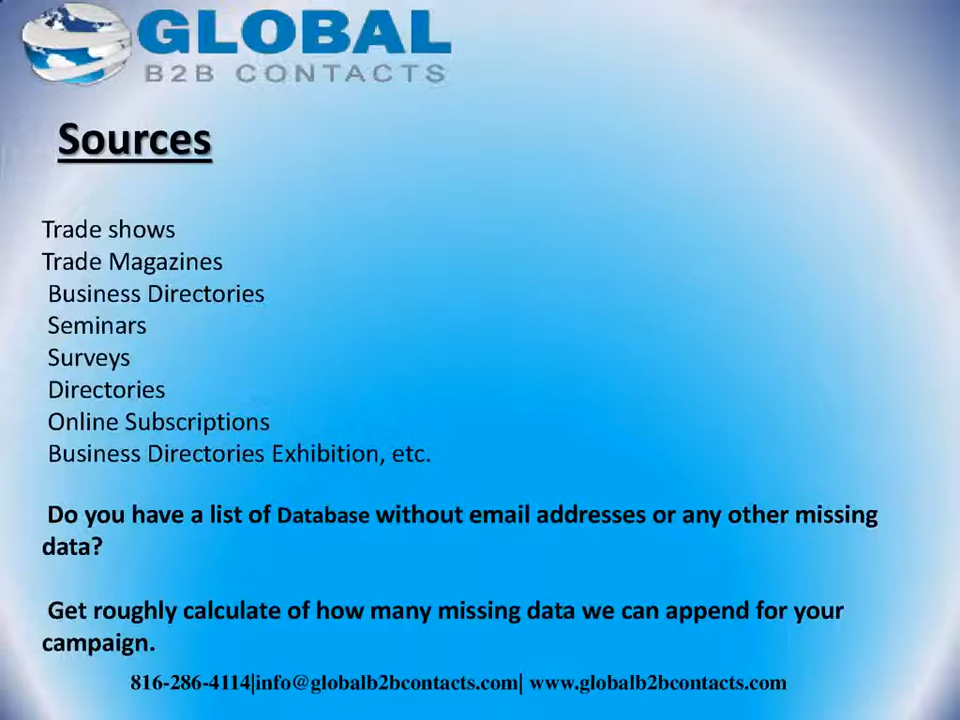 GLOBAL
B2B CONTACTS
Sources
Trade shows
Trade Magazines
Business Directories
Seminars
Surveys
Directories
Online Subscriptions
Business Directories Exhibition, etc.
Do you have a list of Database without email addresses or any other missing
data?
Get roughly calculate of how many missing data we can append for your
campaign.
816-286-4114|info@globalb2bcontacts.com| www.globalb2bcontacts.com